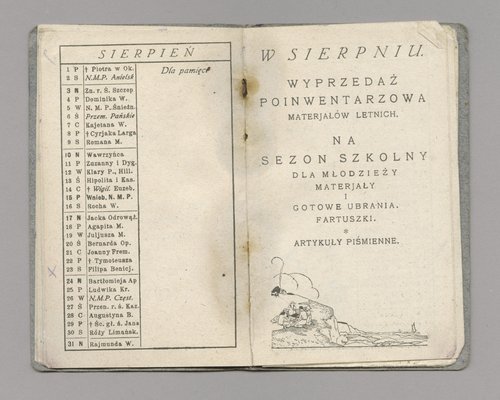 SIERPIEŃ
Dla pamięci
1 P † Piotra w Ok.
2 S N.M.P. Anielsk
3 N Zn. r. Ś. Szczep
4 P Dominika W.
5 W N. M. P. Śnieżn.
6 Ś Przem. Pańskie
7 C Kajetana W.
8 P † Cyrjaka Larga
9 S Romana M.
10 N Wawrzyńca
11 P Zuzanny i Dyg.
12 W Klary P., Hill.
13 Ś Hipolita i Kas.
14 C † Wigil. Euzeb.
15 P Wnieb. N. M. P.
16 S Rocha W.
17 N Jacka Odrowąż.
18 P Agapita M.
19 W Juljusza M.
20 Ś Bernarda Op.
21 C Joanny Frem.
22 P † Tymoteusza
23 S Filipa Benicj.
24 N Bartłomieja Ap
25 P Ludwika Kr.
26 W N.M.P. Częst.
27 Ś Przen. r. ś. Kaz.
28 C Augustyna B.
29 P † Śc. gł. ś. Jana
30 S Róży Limańsk.
31 N Rajmunda W.
W SIERPNIU.
WYPRZEDAŻ
POINWENTARZOWA
MATERJAŁÓW LETNICH.
NA
SEZON SZKOLNY
DLA MŁODZIEŻY
MATERJAŁY
I
GOTOWE UBRANIA.
FARTUSZKI.
*
ARTYKUŁY PIŚMIENNE.